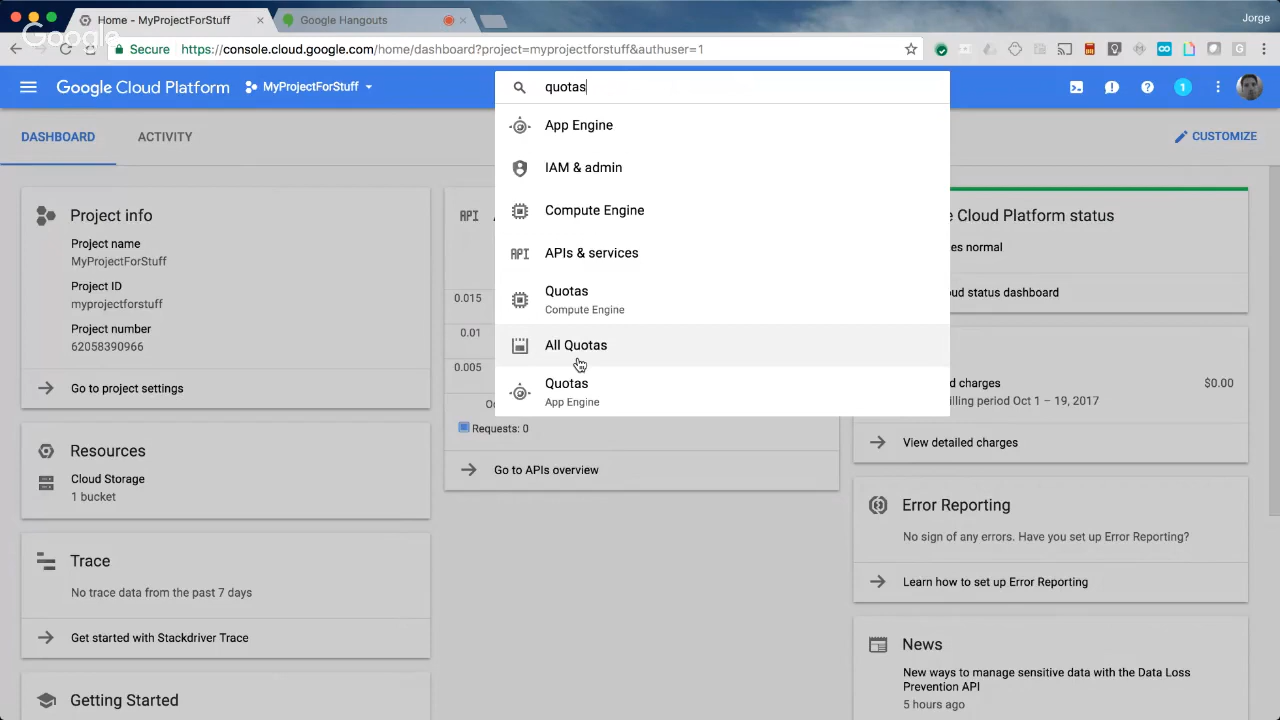 Home - MyProjectForStuff
Google Hangouts
Jorge
Google
Secure
https://console.cloud.google.com/home/dashboard?project=myprojectforstuff&authuser=1
Google Cloud Platform
MyProjectForStuff
quotas
1
DASHBOARD
ACTIVITY
CUSTOMIZE
App Engine
IAM & admin
Compute Engine
API
APIs & services
Quotas
Compute Engine
All Quotas
Quotas
App Engine
Project info
Project name
MyProjectForStuff
Project ID
myprojectforstuff
Project number
62058390966
Go to project settings
Resources
Cloud Storage
1 bucket
Trace
No trace data from the past 7 days
Get started with Stackdriver Trace
Getting Started
API
0.015
0.01
0.005
Requests: 0
Go to APIs overview
Cloud Platform status
es normal
oud status dashboard
d charges
$0.00
illing period Oct 1 – 19, 2017
View detailed charges
Error Reporting
No sign of any errors. Have you set up Error Reporting?
Learn how to set up Error Reporting
News
New ways to manage sensitive data with the Data Loss
Prevention API
5 hours ago